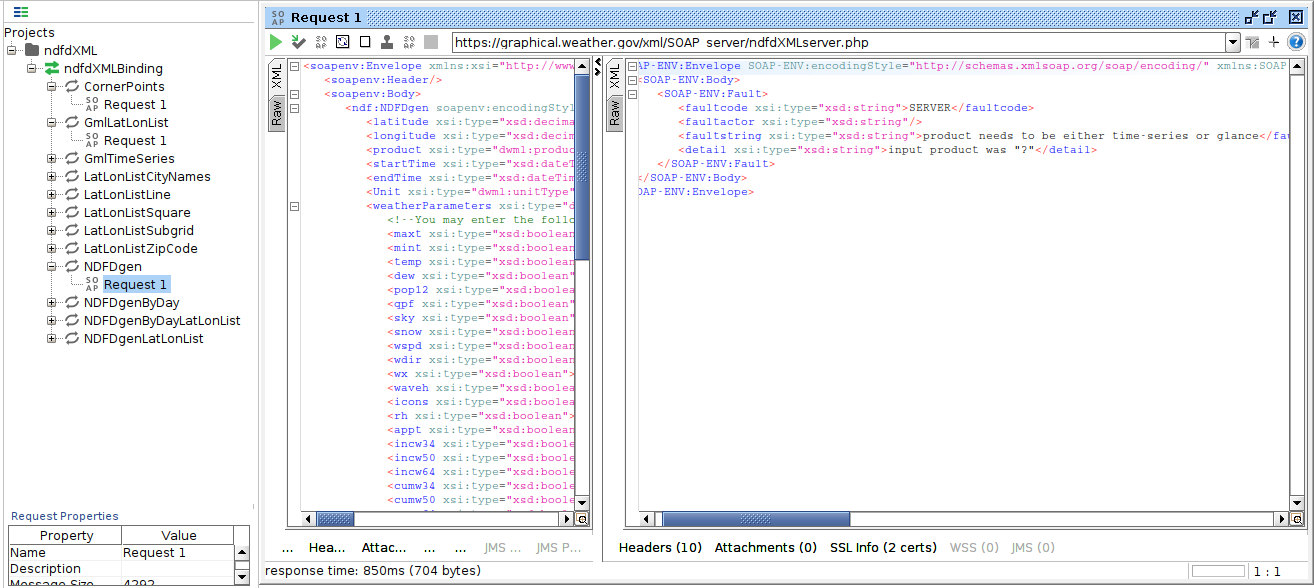 Projects
ndfdXML
ndfdXMLBinding
CornerPoints
SO AP Request 1
GmlLatLonList
SO AP Request 1
GmlTimeSeries
LatLonListCityNames
LatLonListLine
LatLonListSquare
LatLonListSubgrid
LatLonListZipCode
NDFDgen
SO AP Request 1
NDFDgenByDay
NDFDgenByDayLatLonList
NDFDgenLatLonList
Request Properties
Property Value
Name Request 1
Description
Message Size 4292
SO AP Request 1
SO AP SO AP https://graphical.weather.gov/xml/SOAP_server/ndfdXMLserver.php ?
XML
Raw
<soapenv:Envelope xmlns:xsi="http://www
<soapenv:Header/>
<soapenv:Body>
<ndf:NDFDgen soapenv:encodingStyl
<latitude xsi:type="xsd:decima
<longitude xsi:type="xsd:decim
<product xsi:type="dwml:produc
<startTime xsi:type="xsd:dateT
<endTime xsi:type="xsd:dateTim
<Unit xsi:type="dwml:unitType"
<weatherParameters xsi:type="d
<!--You may enter the follo
<maxt xsi:type="xsd:boolean
<mint xsi:type="xsd:boolean
<temp xsi:type="xsd:boolean
<dew xsi:type="xsd:boolean"
<pop12 xsi:type="xsd:boolea
<qpf xsi:type="xsd:boolean"
<sky xsi:type="xsd:boolean"
<snow xsi:type="xsd:boolean
<wspd xsi:type="xsd:boolean
<wdir xsi:type="xsd:boolean
<wx xsi:type="xsd:boolean">
<waveh xsi:type="xsd:boolea
<icons xsi:type="xsd:boolea
<rh xsi:type="xsd:boolean">
<appt xsi:type="xsd:boolean
<incw34 xsi:type="xsd:boole
<incw50 xsi:type="xsd:boole
<incw64 xsi:type="xsd:boole
<cumw34 xsi:type="xsd:boole
<cumw50 xsi:type="xsd:boole
... Hea... Attac... ... ... JMS ... JMS P...
XML
Raw
AP-ENV:Envelope SOAP-ENV:encodingStyle="http://schemas.xmlsoap.org/soap/encoding/" xmlns:SOAP
<SOAP-ENV:Body>
<SOAP-ENV:Fault>
<faultcode xsi:type="xsd:string">SERVER</faultcode>
<faultactor xsi:type="xsd:string"/>
<faultstring xsi:type="xsd:string">product needs to be either time-series or glance</fau
<detail xsi:type="xsd:string">input product was "?"</detail>
</SOAP-ENV:Fault>
</SOAP-ENV:Body>
OAP-ENV:Envelope>
Headers (10) Attachments (0) SSL Info (2 certs) WSS (0) JMS (0)
response time: 850ms (704 bytes)
1 : 1